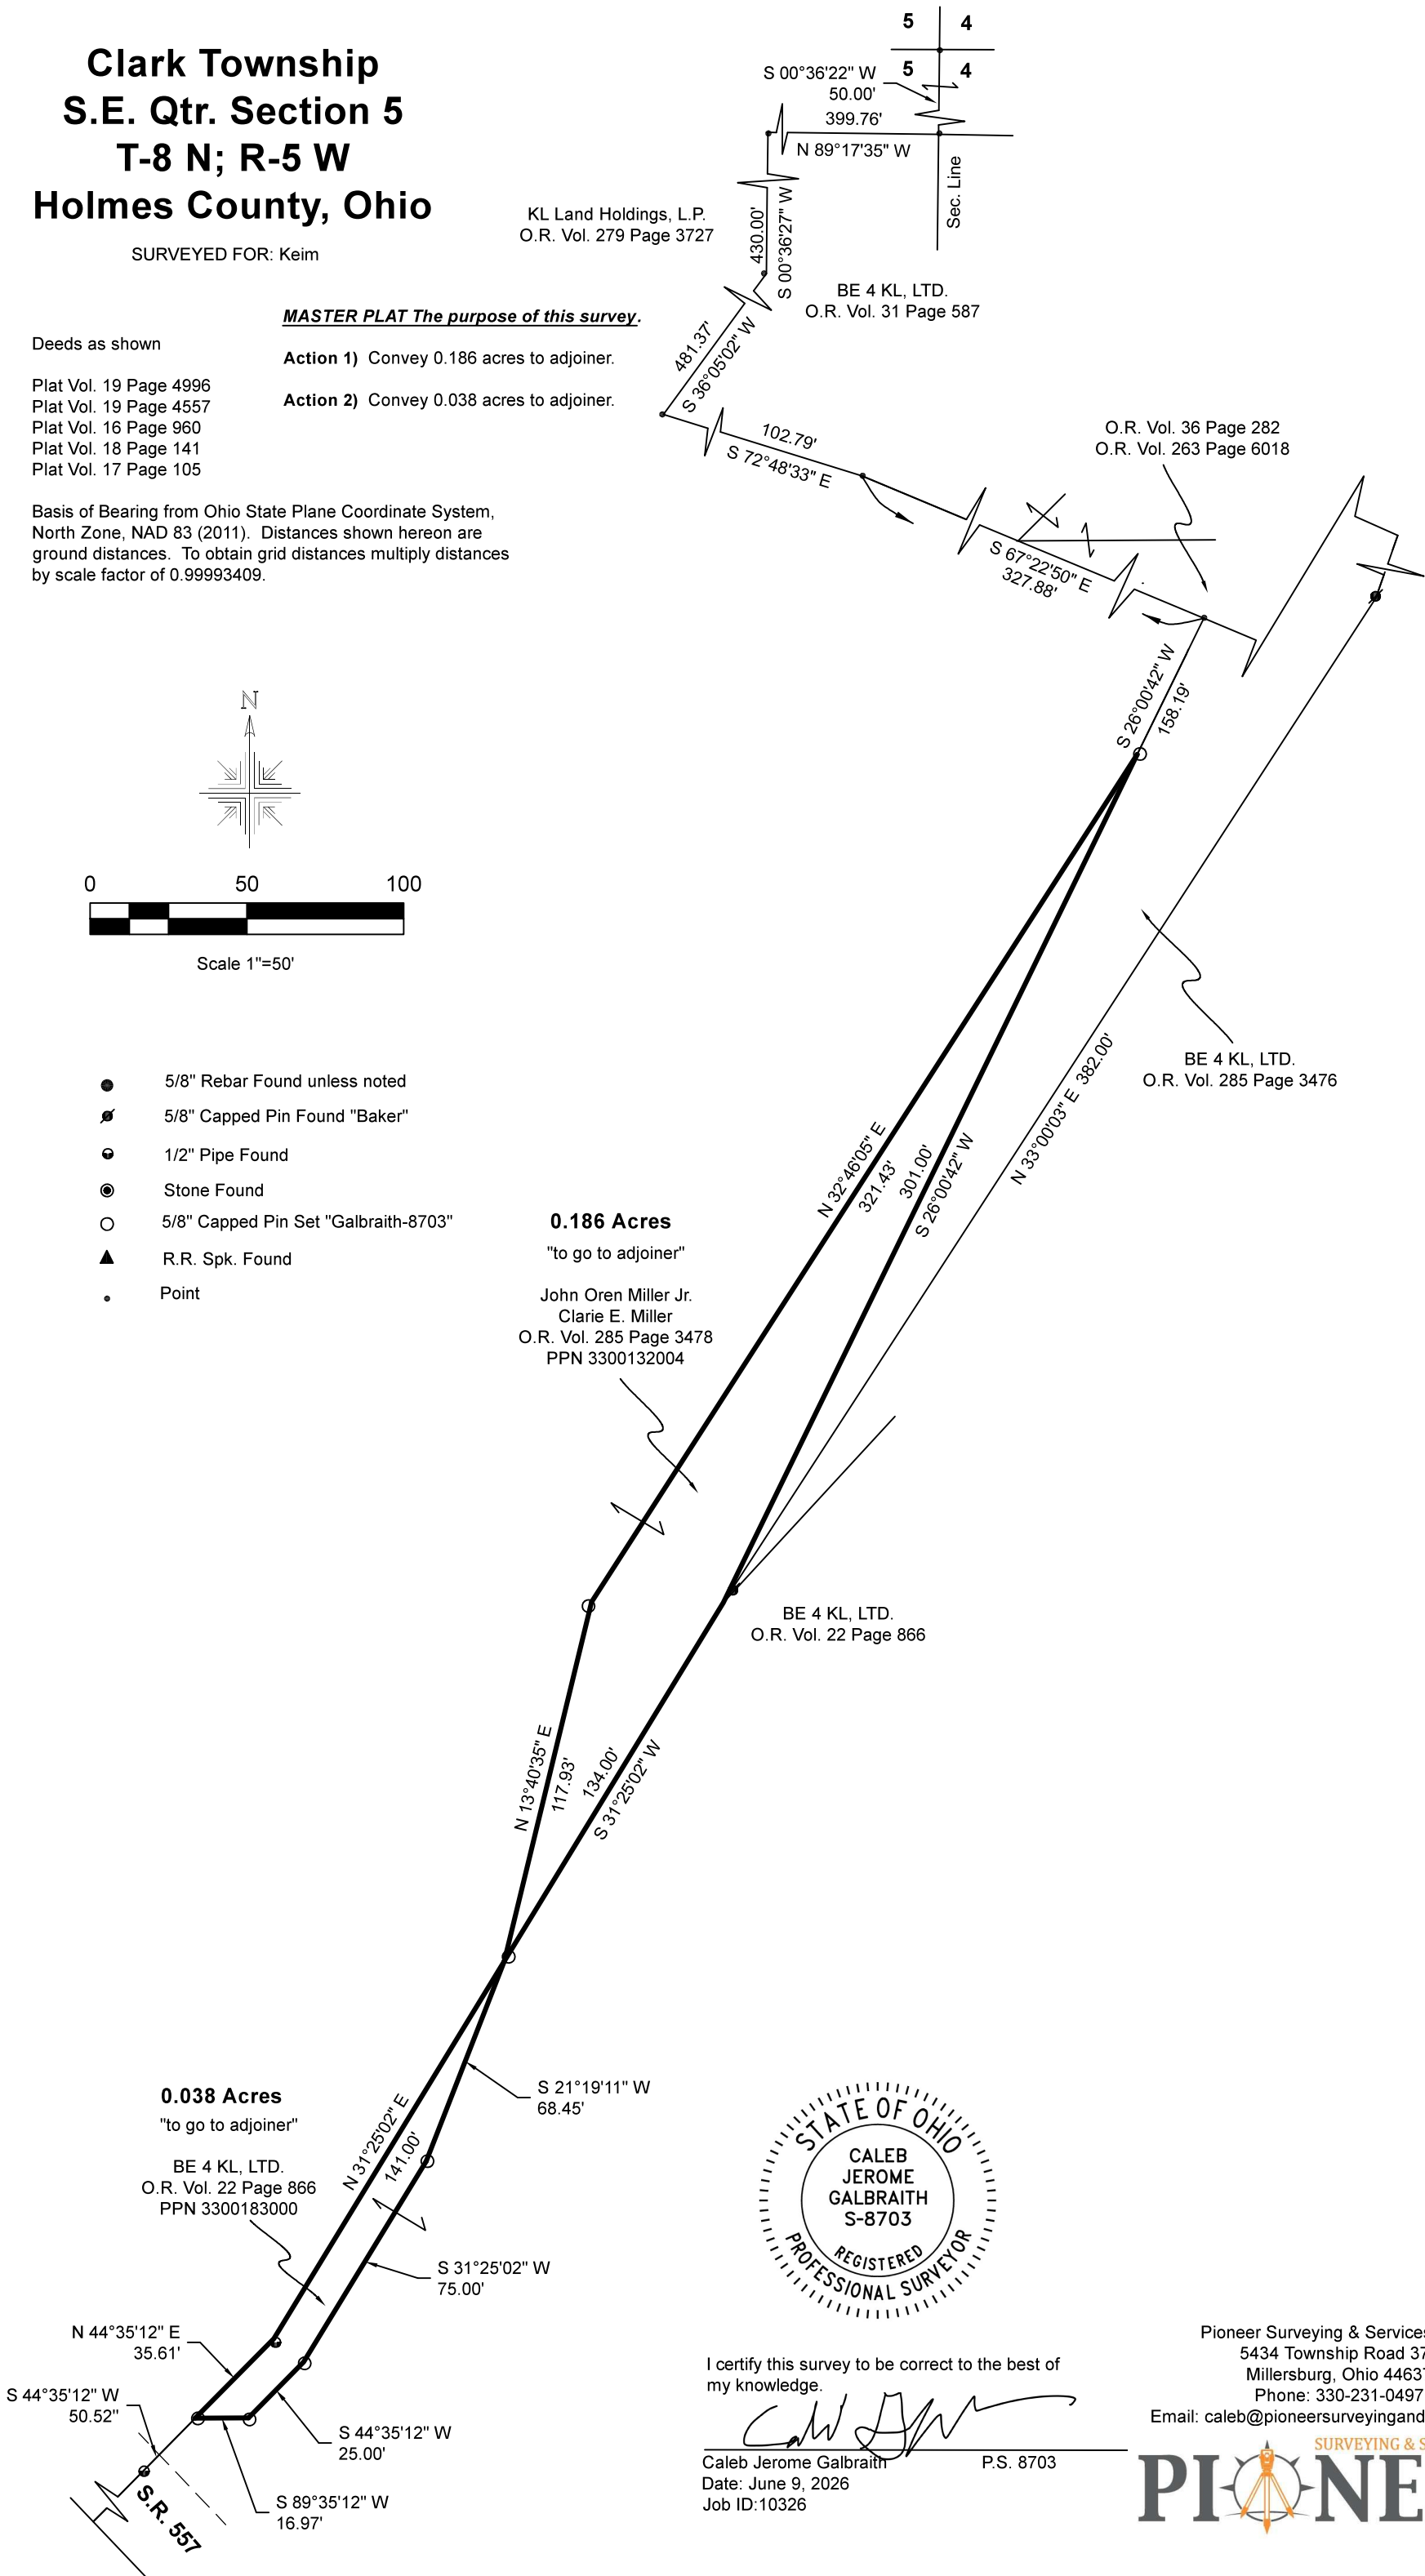 Clark Township
S.E. Qtr. Section 5
T-8 N; R-5 W
Holmes County, Ohio
SURVEYED FOR: Keim
5 4
5 4
S 00°36'22" W
50.00'
399.76'
N 89°17'35" W
Sec. Line
KL Land Holdings, L.P.
O.R. Vol. 279 Page 3727
430.00'
S 00°36'27" W
BE 4 KL, LTD.
O.R. Vol. 31 Page 587
MASTER PLAT The purpose of this survey.
Action 1) Convey 0.186 acres to adjoiner.
Action 2) Convey 0.038 acres to adjoiner.
Deeds as shown
Plat Vol. 19 Page 4996
Plat Vol. 19 Page 4557
Plat Vol. 16 Page 960
Plat Vol. 18 Page 141
Plat Vol. 17 Page 105
481.37'
S 36°05'02" W
102.79'
S 72°48'33" E
O.R. Vol. 36 Page 282
O.R. Vol. 263 Page 6018
Basis of Bearing from Ohio State Plane Coordinate System,
North Zone, NAD 83 (2011). Distances shown hereon are
ground distances. To obtain grid distances multiply distances
by scale factor of 0.99993409.
S 67°22'50" E
327.88'
S 26°00'42" W
158.19'
N
0 50 100
Scale 1"=50'
BE 4 KL, LTD.
O.R. Vol. 285 Page 3476
N 33°00'03" E 382.00'
5/8" Rebar Found unless noted
5/8" Capped Pin Found "Baker"
1/2" Pipe Found
Stone Found
5/8" Capped Pin Set "Galbraith-8703"
R.R. Spk. Found
Point
N 32°46'05" E
321.43'
301.00'
S 26°00'42" W
0.186 Acres
"to go to adjoiner"
John Oren Miller Jr.
Clarie E. Miller
O.R. Vol. 285 Page 3478
PPN 3300132004
BE 4 KL, LTD.
O.R. Vol. 22 Page 866
N 13°40'35" E
117.93'
134.00'
S 31°25'02" W
S 21°19'11" W
68.45'
0.038 Acres
"to go to adjoiner"
BE 4 KL, LTD.
O.R. Vol. 22 Page 866
PPN 3300183000
N 31°25'02" E
141.00'
S 31°25'02" W
75.00'
N 44°35'12" E
35.61'
S 44°35'12" W
50.52"
S 44°35'12" W
25.00'
S 89°35'12" W
16.97'
S.R. 557
STATE OF OHIO
CALEB
JEROME
GALBRAITH
S-8703
REGISTERED
PROFESSIONAL SURVEYOR
I certify this survey to be correct to the best of
my knowledge.
Caleb Jerome Galbraith P.S. 8703
Date: June 9, 2026
Job ID:10326
Pioneer Surveying & Services
5434 Township Road 37
Millersburg, Ohio 4463
Phone: 330-231-0497
Email: caleb@pioneersurveyingand
SURVEYING & S
PIONE